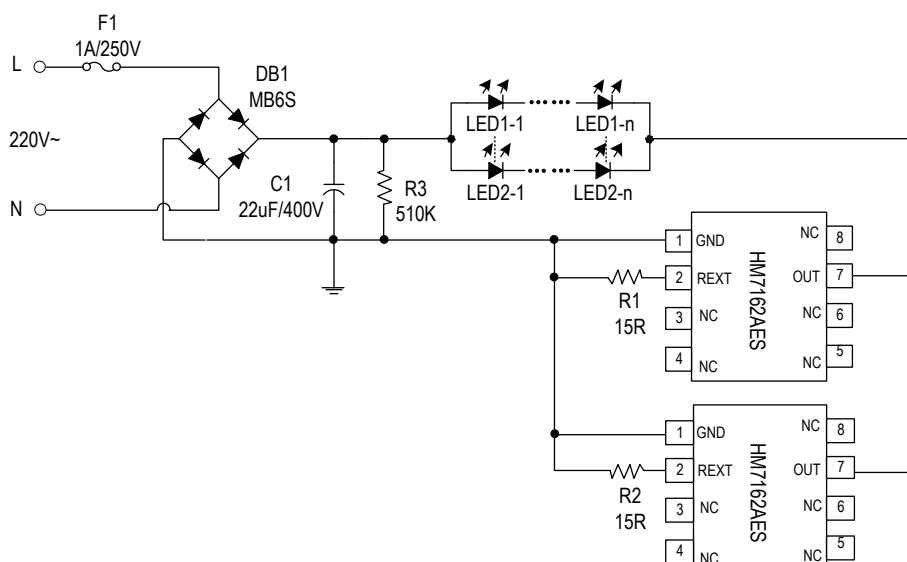 F1
1A/250V
L
DB1
MB6S
220V~
N
C1
22uF/400V
R3
510K
LED1-1
LED1-n
LED2-1
LED2-n
1
GND
NC
8
2
REXT
OUT
7
3
NC
NC
6
4
NC
NC
5
HM7162AES
R1
15R
1
GND
NC
8
2
REXT
OUT
7
3
NC
NC
6
4
NC
NC
5
HM7162AES
R2
15R